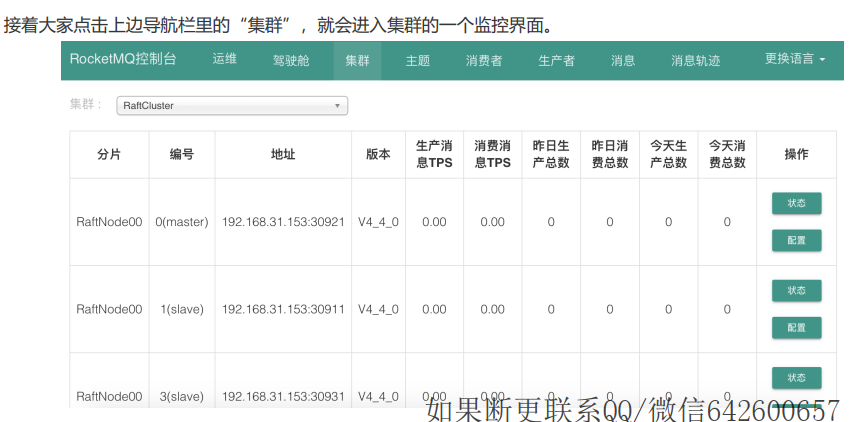 接着大家点击上边导航栏里的“集群”，就会进入集群的一个监控界面。
RocketMQ控制台 运维 驾驶舱 集群 主题 消费者 生产者 消息 消息轨迹 更换语言
集群： RaftCluster
分片 编号 地址 版本 生产消息TPS 消费消息TPS 昨日生产总数 昨日消费总数 今天生产总数 今天消费总数 操作
RaftNode00 0(master) 192.168.31.153:30921 V4_4_0 0.00 0.00 0 0 0 0 状态
配置
RaftNode00 1(slave) 192.168.31.153:30911 V4_4_0 0.00 0.00 0 0 0 0 状态
配置
RaftNode00 3(slave) 192.168.31.153:30931 V4_4_0 0.00 0.00 0 0 0 0 状态
如果断更联系QQ/微信642600657